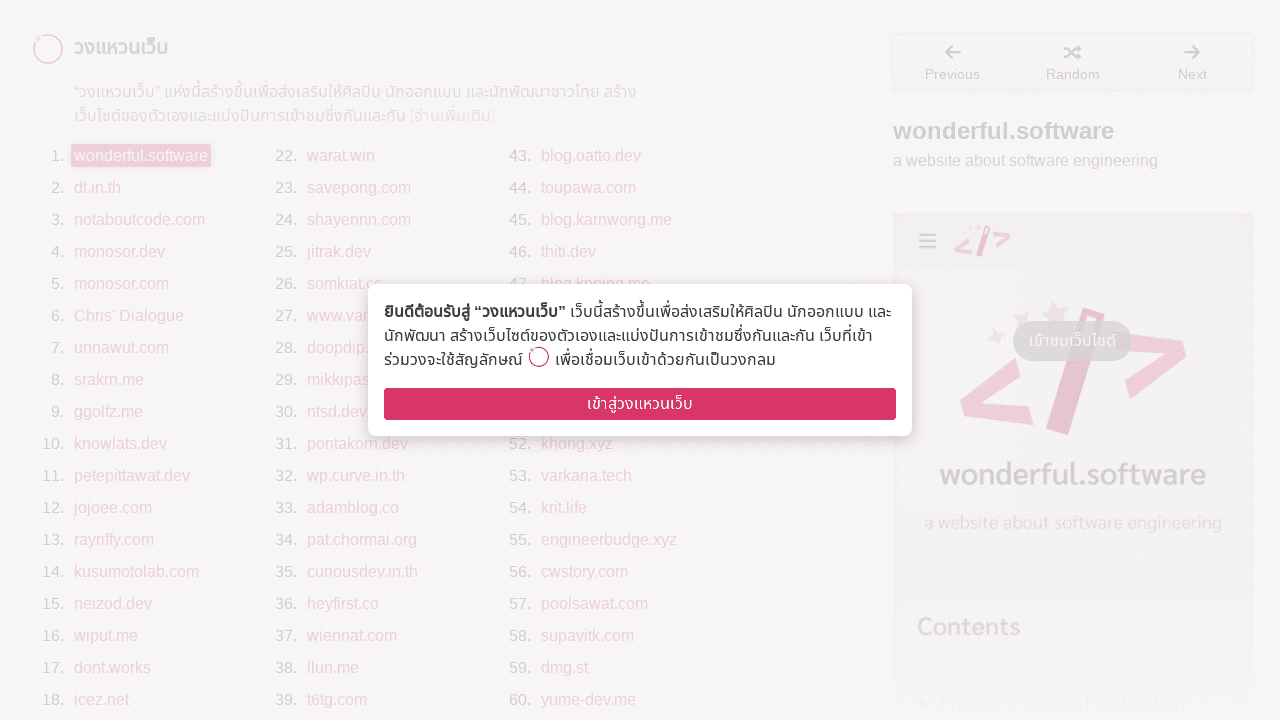 วงแหวนเว็บ
“วงแหวนเว็บ” แห่งนี้สร้างขึ้นเพื่อส่งเสริมให้ศิลปิน นักออกแบบ และนักพัฒนาชาวไทย สร้าง
เว็บไซต์ของตัวเองและแบ่งปันการเข้าชมซึ่งกันและกัน [อ่านเพิ่มเติม]
1. wonderful.software
2. dt.in.th
3. notaboutcode.com
4. monosor.dev
5. monosor.com
6. Chris' Dialogue
7. unnawut.com
8. srakrn.me
9. ggolfz.me
10. knowlats.dev
11. petepittawat.dev
12. jojoee.com
13. rayriffy.com
14. kusumotolab.com
15. neizod.dev
16. wiput.me
17. dont.works
18. icez.net
22. warat.win
23. savepong.com
24. shayennn.com
25. jitrak.dev
26. somkiat.cc
27.
28.
29.
30. ntsd.dev
31. pontakorn.dev
32. wp.curve.in.th
33. adamblog.co
34. pat.chormai.org
35. curiousdev.in.th
36. heyfirst.co
37. wiennat.com
38. llun.me
39. t6tg.com
43. blog.oatto.dev
44. toupawa.com
45. blog.karnwong.me
46. thiti.dev
47.
52. khong.xyz
53. varkaria.tech
54. krit.life
55. engineerbudge.xyz
56. cwstory.com
57. poolsawat.com
58. supavitk.com
59. dmg.st
60. yume-dev.me
ยินดีต้อนรับสู่ “วงแหวนเว็บ” เว็บนี้สร้างขึ้นเพื่อส่งเสริมให้ศิลปิน นักออกแบบ และ
นักพัฒนา สร้างเว็บไซต์ของตัวเองและแบ่งปันการเข้าชมซึ่งกันและกัน เว็บที่เข้า
ร่วมวงจะใช้สัญลักษณ์ เพื่อเชื่อมเว็บเข้าด้วยกันเป็นวงกลม
เข้าสู่วงแหวนเว็บ
Previous
Random
Next
wonderful.software
a website about software engineering
เข้าชมเว็บไซต์
wonderful.software
a website about software engineering
Contents
Programming and motivation